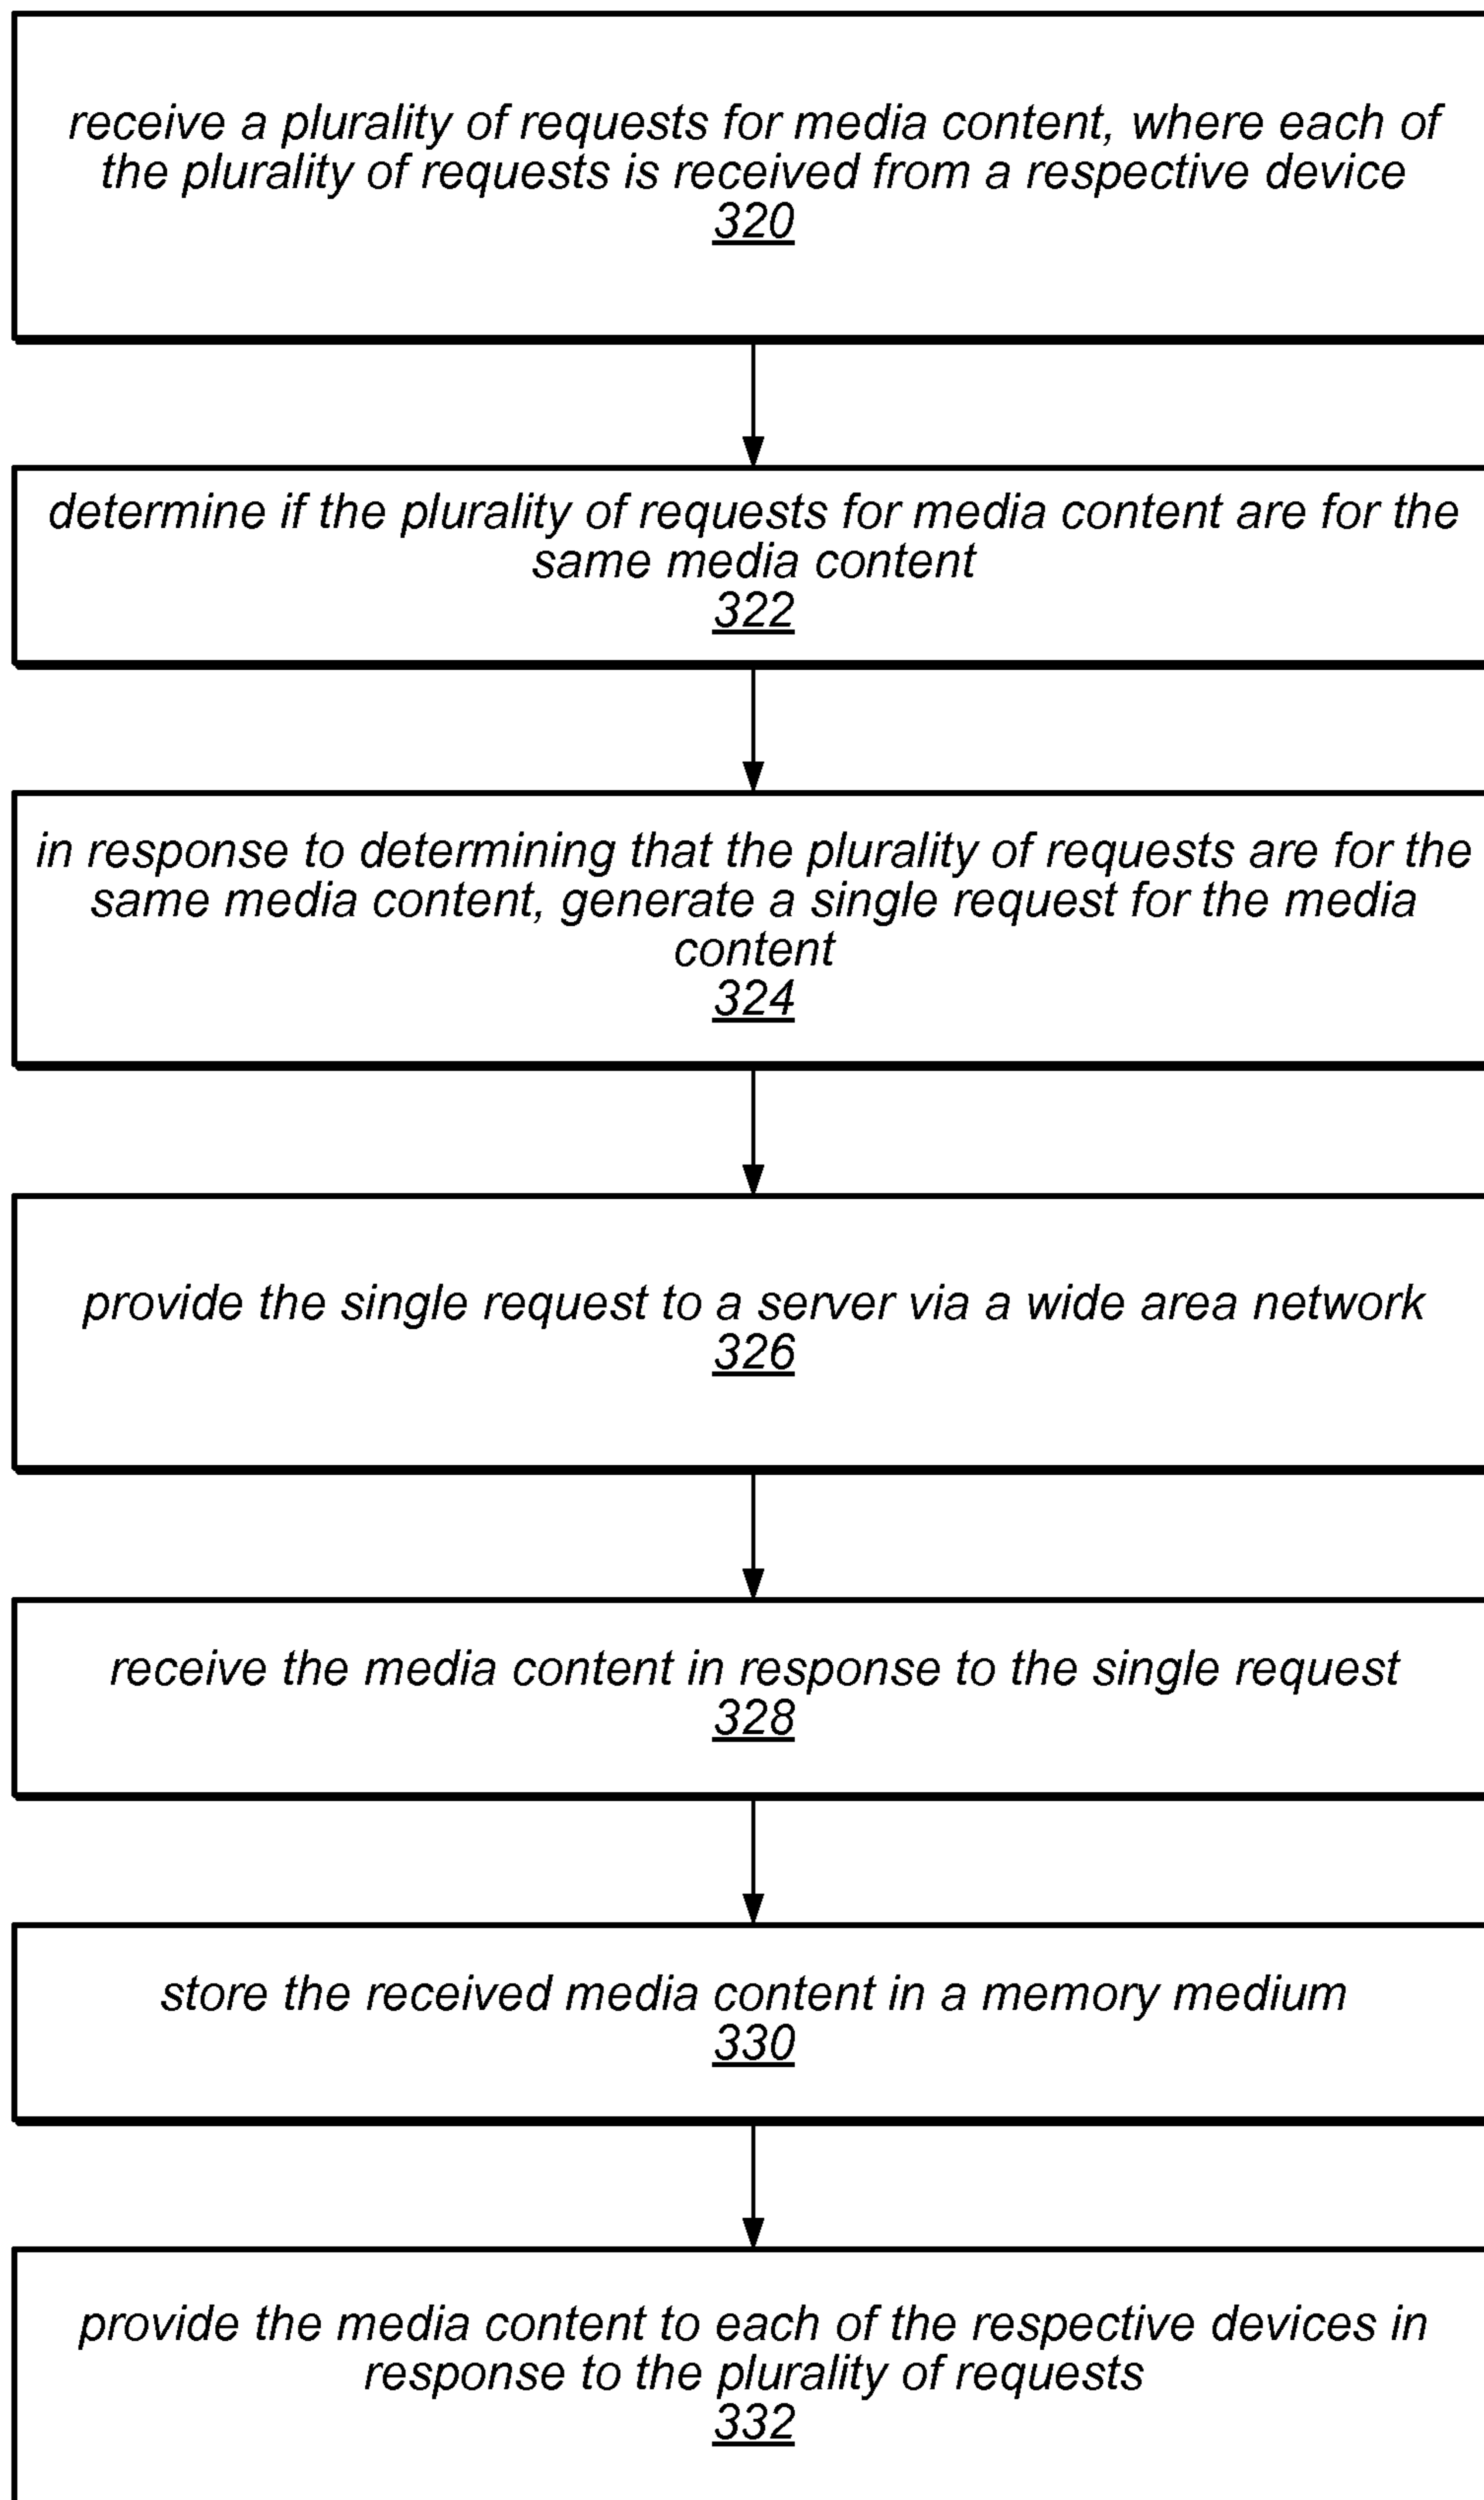 receive a plurality of requests for media content, where each of
the plurality of requests is received from a respective device
320
determine if the plurality of requests for media content are for the
same media content
322
in response to determining that the plurality of requests are for the
same media content, generate a single request for the media
content
324
provide the single request to a server via a wide area network
326
receive the media content in response to the single request
328
store the received media content in a memory medium
330
provide the media content to each of the respective devices in
response to the plurality of requests
332